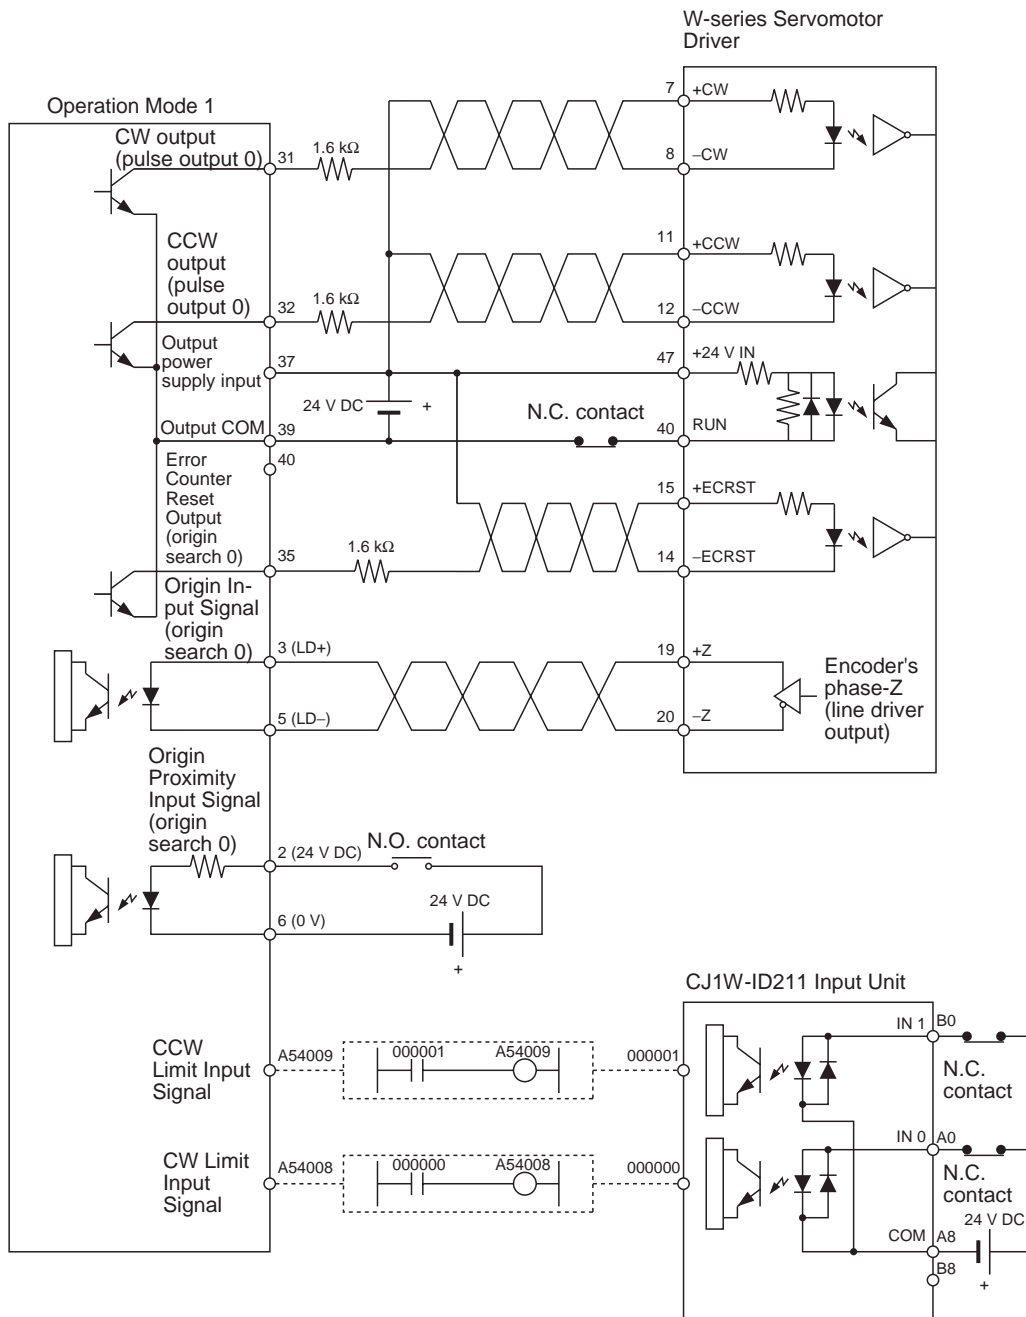 W-series Servomotor
Driver
Operation Mode 1
CW output
(pulse output 0)
31
1.6 kΩ
7
+CW
8
–CW
CCW
output
(pulse
output 0)
32
1.6 kΩ
11
+CCW
12
–CCW
Output
power
supply input
37
47
+24 V IN
24 V DC
+
N.C. contact
Output COM
39
40
RUN
40
Error
Counter
Reset
Output
(origin
search 0)
35
1.6 kΩ
15
+ECRST
14
–ECRST
Origin In-
put Signal
(origin
search 0)
3 (LD+)
5 (LD–)
19
+Z
20
–Z
Encoder's
phase-Z
(line driver
output)
Origin
Proximity
Input Signal
(origin
search 0)
2 (24 V DC)
N.O. contact
24 V DC
6 (0 V)
+
CJ1W-ID211 Input Unit
CCW
Limit Input
Signal
A54009
000001
A54009
000001
IN 1
B0
N.C.
contact
CW Limit
Input
Signal
A54008
000000
A54008
000000
IN 0
A0
N.C.
contact
24 V DC
COM
A8
B8
+